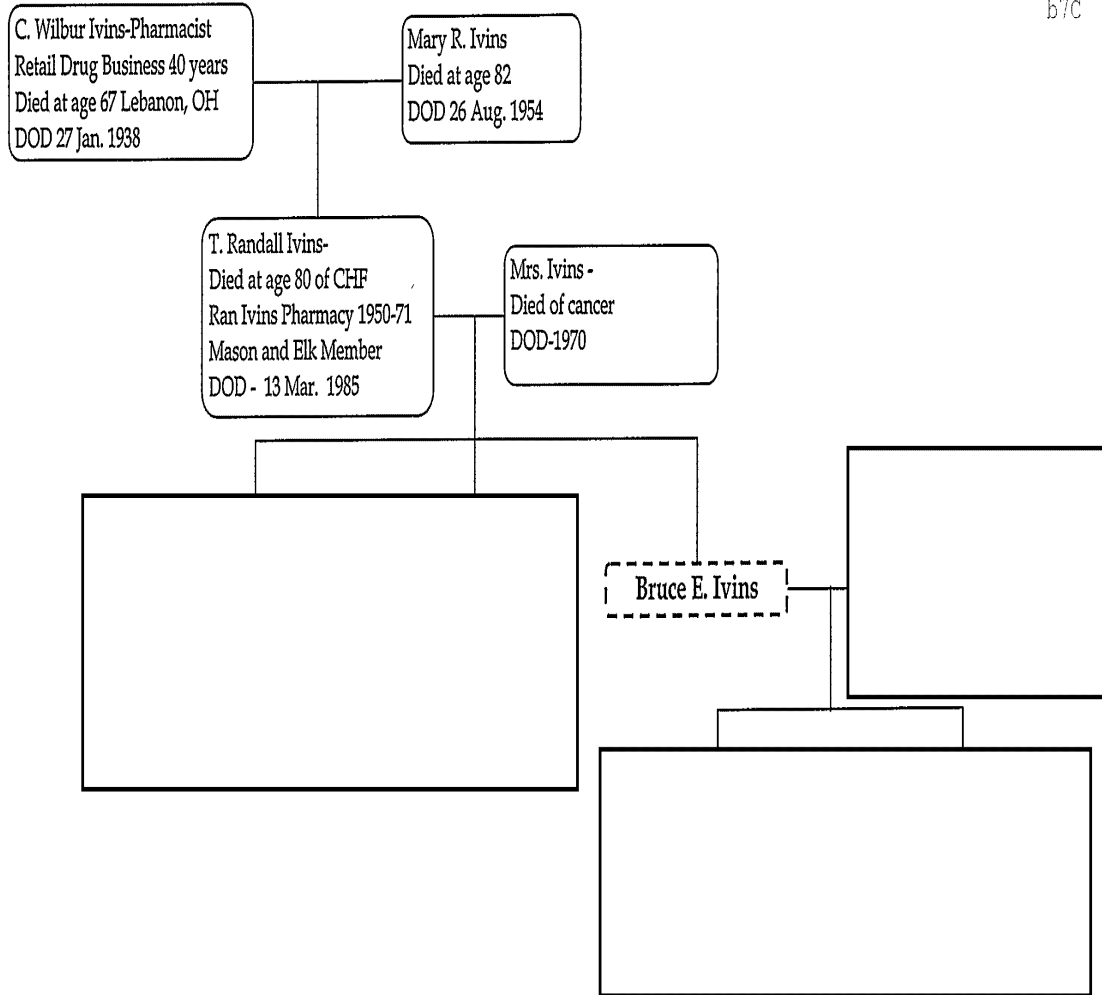 b7C
C. Wilbur Ivins-Pharmacist
Retail Drug Business 40 years
Died at age 67 Lebanon, OH
DOD 27 Jan. 1938
Mary R. Ivins
Died at age 82
DOD 26 Aug. 1954
T. Randall Ivins-
Died at age 80 of CHF
Ran Ivins Pharmacy 1950-71
Mason and Elk Member
DOD - 13 Mar. 1985
Mrs. Ivins -
Died of cancer
DOD-1970
Bruce E. Ivins